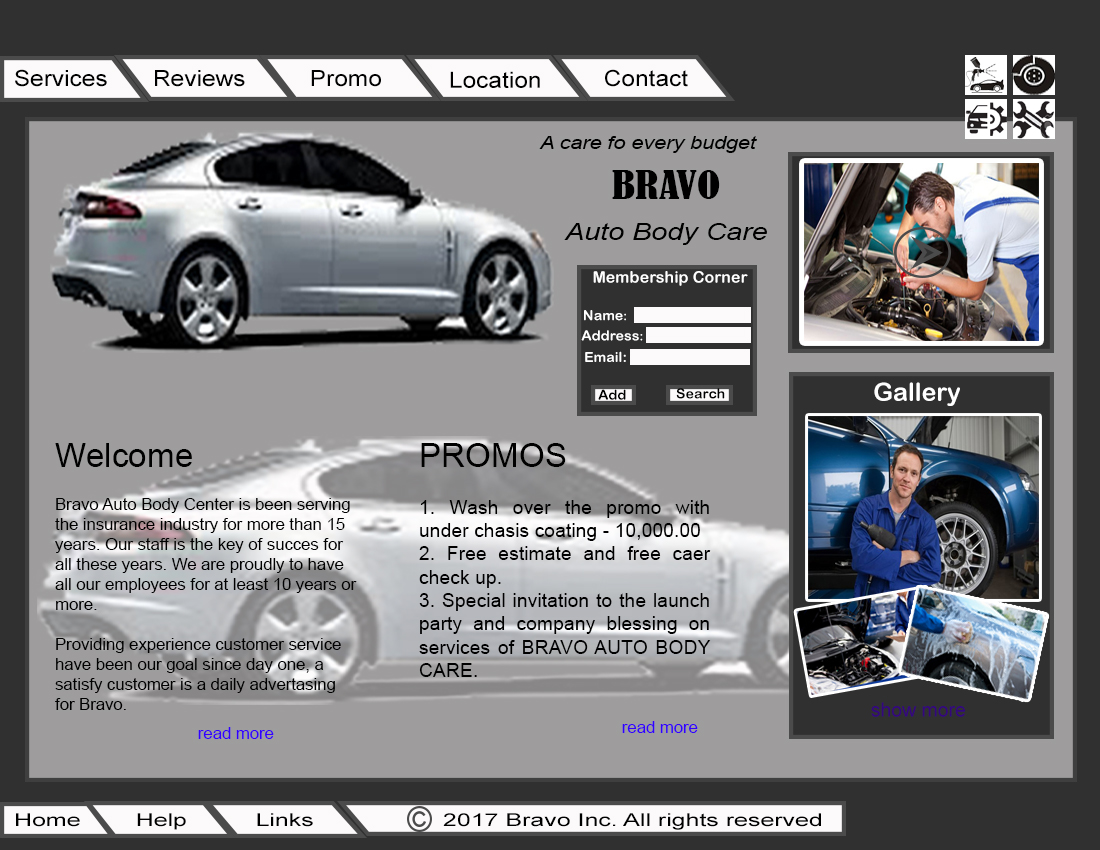 Services Reviews Promo Location Contact
A care fo every budget
BRAVO
Auto Body Care
Membership Corner
Name:
Address:
Email:
Add Search
Gallery
show more
Welcome
Bravo Auto Body Center is been serving
the insurance industry for more than 15
years. Our staff is the key of succes for
all these years. We are proudly to have
all our employees for at least 10 years or
more.
Providing experience customer service
have been our goal since day one, a
satisfy customer is a daily advertasing
for Bravo.
read more
PROMOS
1. Wash over the promo with
under chasis coating - 10,000.00
2. Free estimate and free caer
check up.
3. Special invitation to the launch
party and company blessing on
services of BRAVO AUTO BODY
CARE.
read more
Home Help Links © 2017 Bravo Inc. All rights reserved